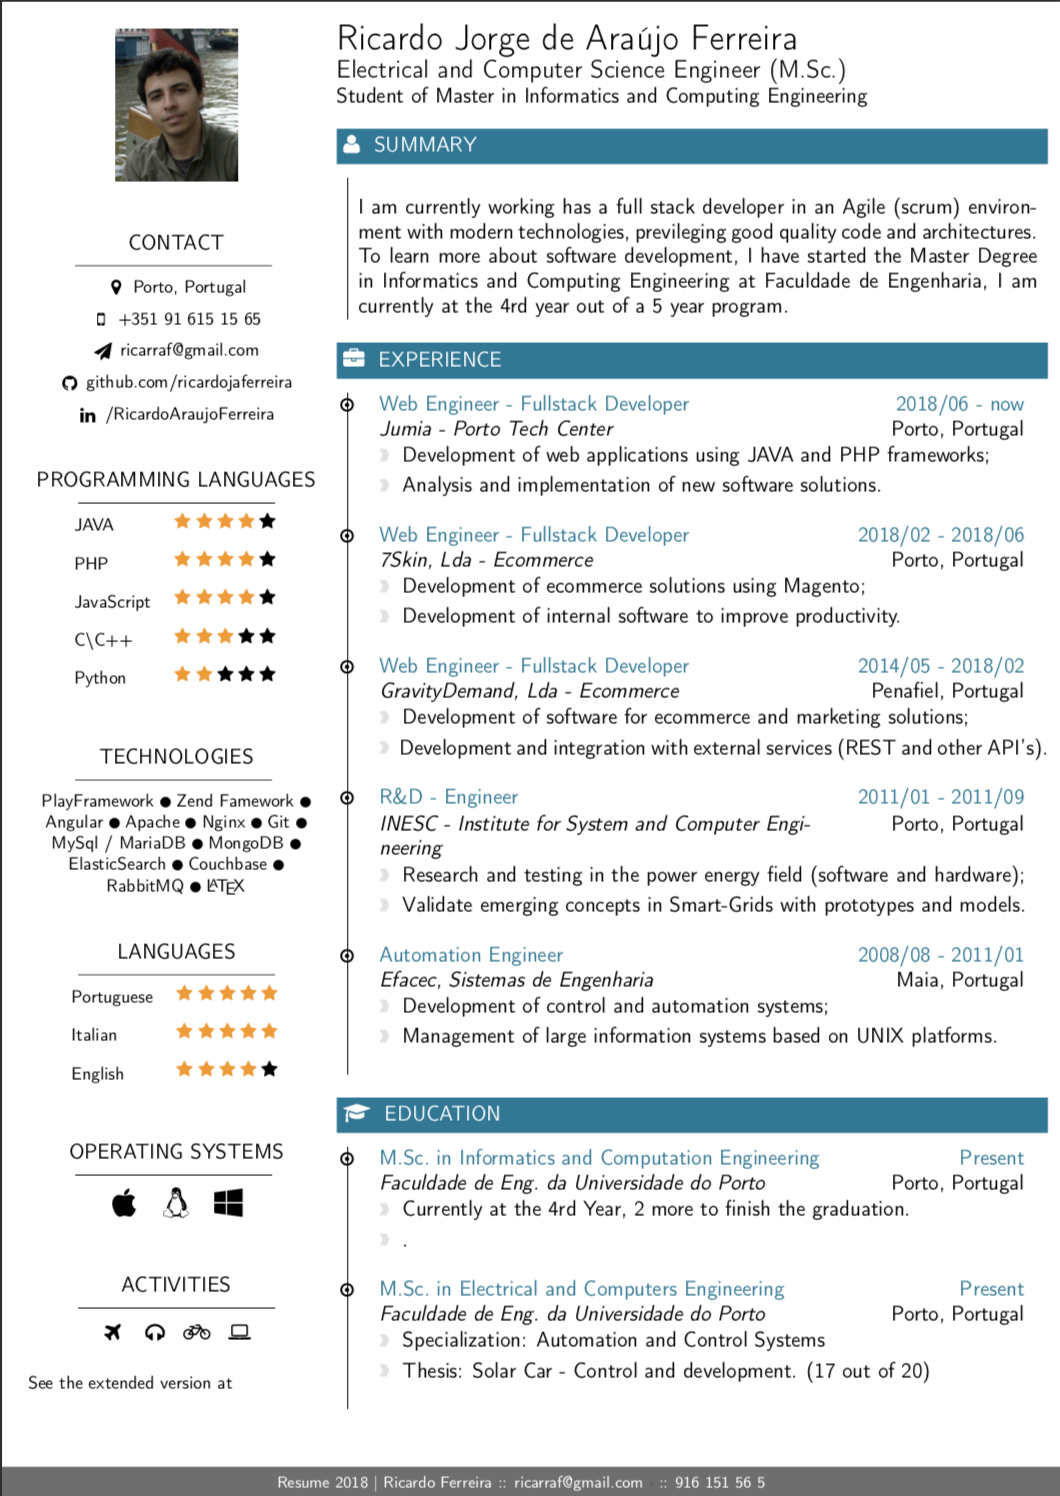 Ricardo Jorge de Araújo Ferreira
Electrical and Computer Science Engineer (M.Sc.)
Student of Master in Informatics and Computing Engineering
CONTACT
Porto, Portugal
+351 91 615 15 65
ricarraf@gmail.com
github.com/ricardojaferreira
/RicardoAraujoFerreira
PROGRAMMING LANGUAGES
JAVA
PHP
JavaScript
C\C++
Python
TECHNOLOGIES
PlayFramework ● Zend Famework ●
Angular ● Apache ● Nginx ● Git ●
MySql / MariaDB ● MongoDB ●
ElasticSearch ● Couchbase ●
RabbitMQ ● LATEX
LANGUAGES
Portuguese
Italian
English
OPERATING SYSTEMS
ACTIVITIES
See the extended version at
SUMMARY
I am currently working has a full stack developer in an Agile (scrum) environ-
ment with modern technologies, previleging good quality code and architectures.
To learn more about software development, I have started the Master Degree
in Informatics and Computing Engineering at Faculdade de Engenharia, I am
currently at the 4rd year out of a 5 year program.
EXPERIENCE
Web Engineer - Fullstack Developer 2018/06 - now
Jumia - Porto Tech Center Porto, Portugal
Development of web applications using JAVA and PHP frameworks;
Analysis and implementation of new software solutions.
Web Engineer - Fullstack Developer 2018/02 - 2018/06
7Skin, Lda - Ecommerce Porto, Portugal
Development of ecommerce solutions using Magento;
Development of internal software to improve productivity.
Web Engineer - Fullstack Developer 2014/05 - 2018/02
GravityDemand, Lda - Ecommerce Penafiel, Portugal
Development of software for ecommerce and marketing solutions;
Development and integration with external services (REST and other API's).
R&D - Engineer 2011/01 - 2011/09
INESC - Institute for System and Computer Engi- Porto, Portugal
neering
Research and testing in the power energy field (software and hardware);
Validate emerging concepts in Smart-Grids with prototypes and models.
Automation Engineer 2008/08 - 2011/01
Efacec, Sistemas de Engenharia Maia, Portugal
Development of control and automation systems;
Management of large information systems based on UNIX platforms.
EDUCATION
M.Sc. in Informatics and Computation Engineering Present
Faculdade de Eng. da Universidade do Porto Porto, Portugal
Currently at the 4rd Year, 2 more to finish the graduation.
.
M.Sc. in Electrical and Computers Engineering Present
Faculdade de Eng. da Universidade do Porto Porto, Portugal
Specialization: Automation and Control Systems
Thesis: Solar Car - Control and development. (17 out of 20)
Resume 2018 | Ricardo Ferreira :: ricarraf@gmail.com :: 916 151 56 5